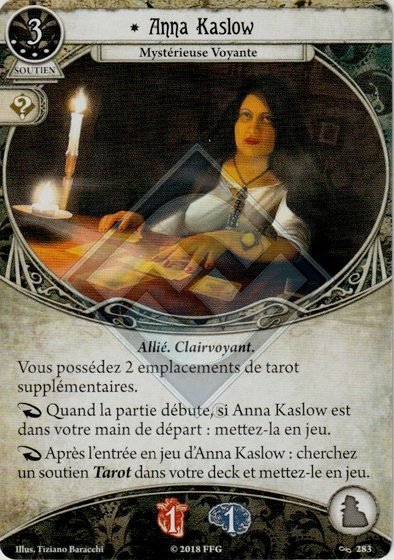 3
SOUTIEN
* Anna Kaslow
Mystérieuse Voyante
?
Allié. Clairvoyant.
Vous possédez 2 emplacements de tarot
supplémentaires.
Quand la partie débute, si Anna Kaslow est
dans votre main de départ : mettez-la en jeu.
Après l'entrée en jeu d'Anna Kaslow : cherchez
un soutien Tarot dans votre deck et mettez-le en jeu.
1 1
Illus. Tiziano Baracchi © 2018 FFG 283